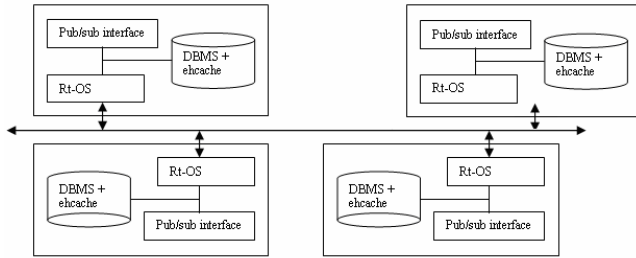 Pub/sub interface
DBMS +
ehcache
Rt-OS
Pub/sub interface
DBMS +
ehcache
Rt-OS
DBMS +
ehcache
Rt-OS
Pub/sub interface
DBMS +
ehcache
Rt-OS
Pub/sub interface